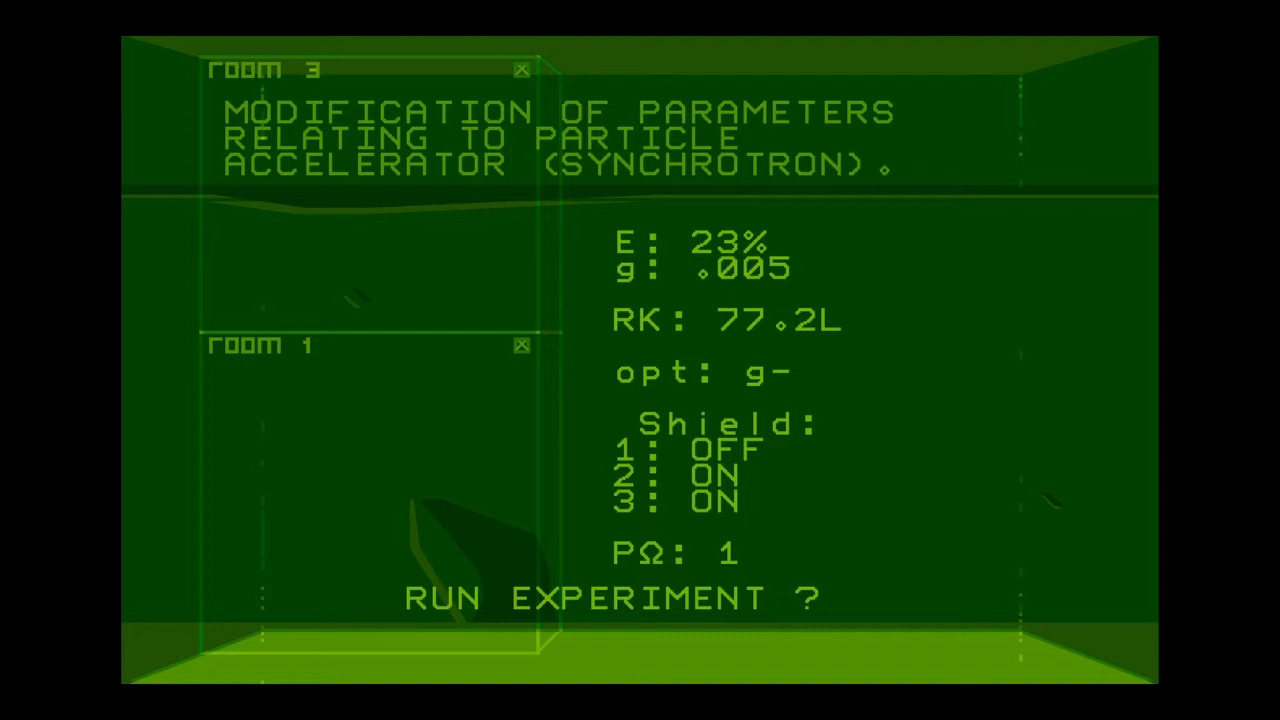 room 3
MODIFICATION OF PARAMETERS
RELATING TO PARTICLE
ACCELERATOR (SYNCHROTRON).
E: 23%
g: .005
RK: 77.2L
room 1
opt: g-
Shield:
1: OFF
2: ON
3: ON
PΩ: 1
RUN EXPERIMENT ?